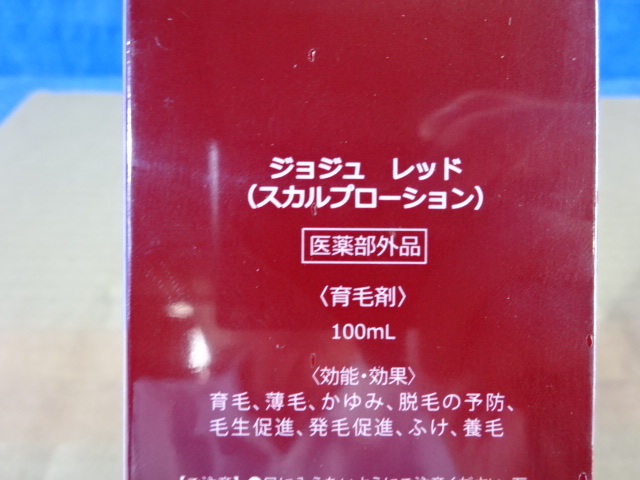 ジョジュ レッド
(スカルプローション)
医薬部外品
〈育毛剤〉
100mL
〈効能・効果〉
育毛、薄毛、かゆみ、脱毛の予防、
毛生促進、発毛促進、ふけ、養毛